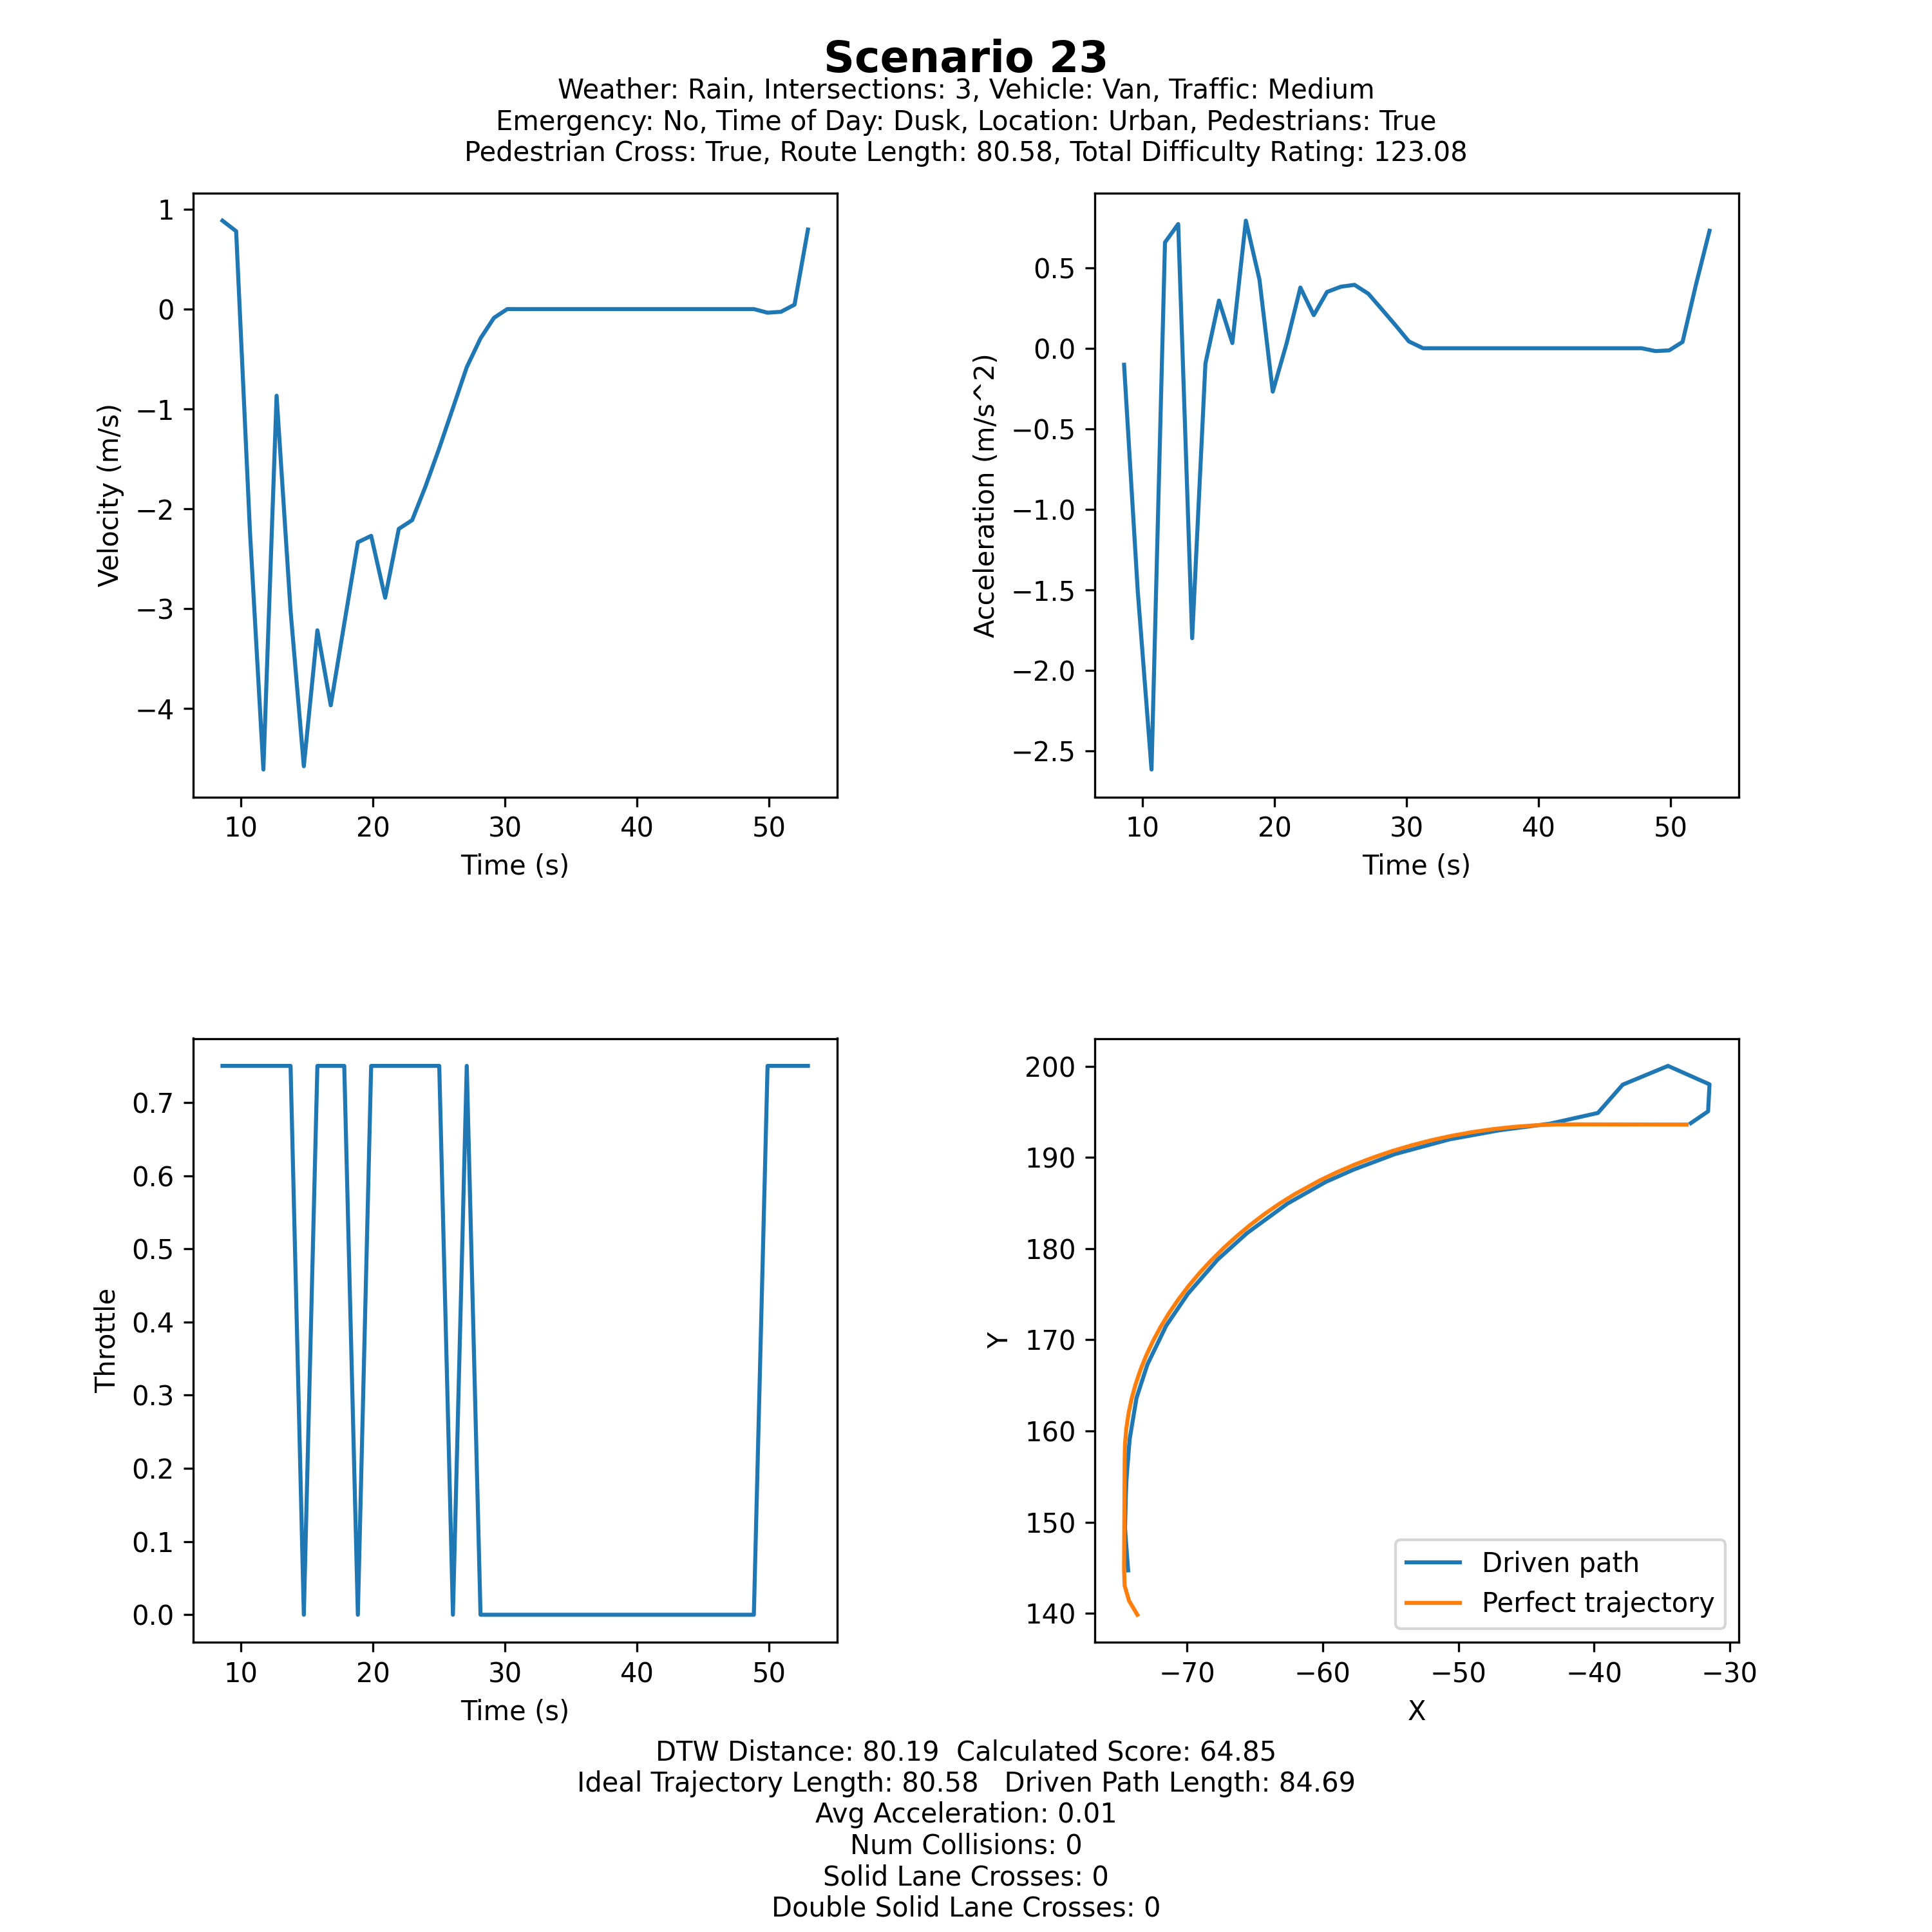 Scenario 23
Weather: Rain, Intersections: 3, Vehicle: Van, Traffic: Medium
Emergency: No, Time of Day: Dusk, Location: Urban, Pedestrians: True
Pedestrian Cross: True, Route Length: 80.58, Total Difficulty Rating: 123.08
1
0
−1
−2
−3
−4
Velocity (m/s)
10 20 30 40 50
Time (s)
0.5
0.0
−0.5
−1.0
−1.5
−2.0
−2.5
Acceleration (m/s^2)
10 20 30 40 50
Time (s)
0.7
0.6
0.5
0.4
0.3
0.2
0.1
0.0
Throttle
10 20 30 40 50
Time (s)
200
190
180
170
160
150
140
Y
Driven path
Perfect trajectory
−70 −60 −50 −40 −30
X
DTW Distance: 80.19 Calculated Score: 64.85
Ideal Trajectory Length: 80.58 Driven Path Length: 84.69
Avg Acceleration: 0.01
Num Collisions: 0
Solid Lane Crosses: 0
Double Solid Lane Crosses: 0